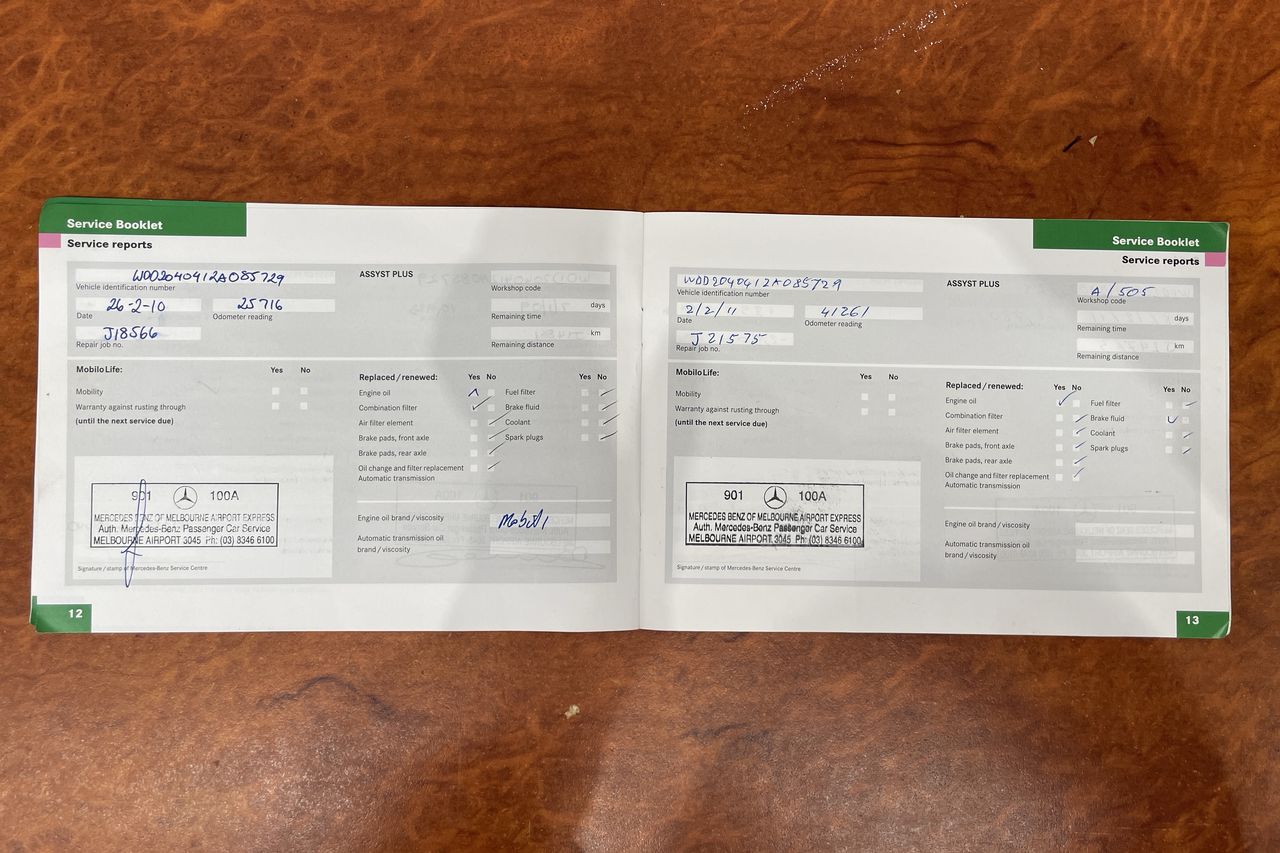 Service Booklet
Service reports
WDD2040412A085729
Vehicle identification number
26-2-10 25716
Date Odometer reading
J18566
Repair job no.
ASSYST PLUS
Workshop code
days
Remaining time
km
Remaining distance
MobiloLife: Yes No
Mobility
Warranty against rusting through
(until the next service due)
Replaced / renewed: Yes No Yes No
Engine oil Fuel filter
Combination filter Brake fluid
Air filter element Coolant
Brake pads, front axle Spark plugs
Brake pads, rear axle
Oil change and filter replacement
Automatic transmission
Engine oil brand / viscosity Mobil 1
Automatic transmission oil
brand / viscosity
901 100A
MERCEDES BENZ OF MELBOURNE AIRPORT EXPRESS
Auth. Mercedes-Benz Passenger Car Service
MELBOURNE AIRPORT 3045 Ph: (03) 8346 6100
Signature / stamp of Mercedes-Benz Service Centre
12
Service Booklet
Service reports
WDD2040412A085729
Vehicle identification number
2/2/11 41261
Date Odometer reading
J21575
Repair job no.
ASSYST PLUS
A/505
Workshop code
days
Remaining time
km
Remaining distance
MobiloLife: Yes No
Mobility
Warranty against rusting through
(until the next service due)
Replaced / renewed: Yes No Yes No
Engine oil Fuel filter
Combination filter Brake fluid
Air filter element Coolant
Brake pads, front axle Spark plugs
Brake pads, rear axle
Oil change and filter replacement
Automatic transmission
Engine oil brand / viscosity
Automatic transmission oil
brand / viscosity
901 100A
MERCEDES BENZ OF MELBOURNE AIRPORT EXPRESS
Auth. Mercedes-Benz Passenger Car Service
MELBOURNE AIRPORT 3045 Ph: (03) 8346 6100
Signature / stamp of Mercedes-Benz Service Centre
13